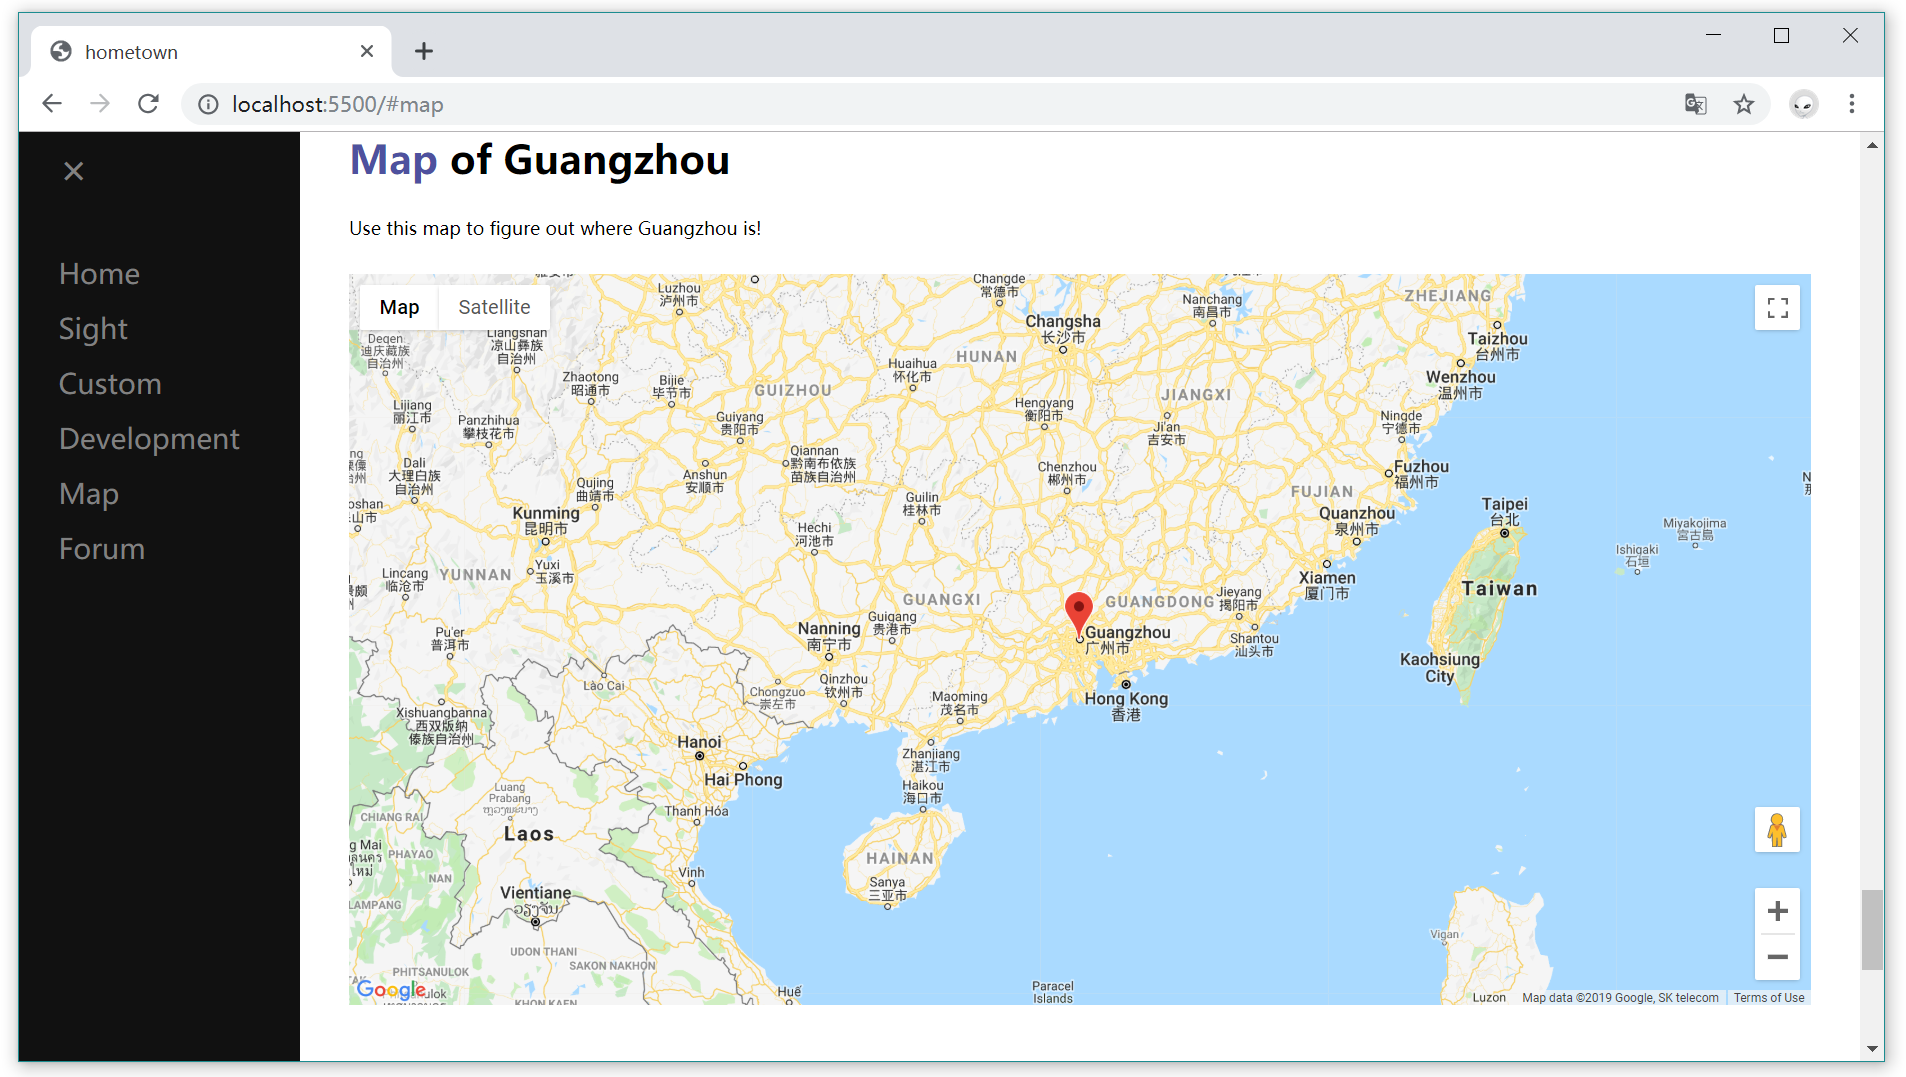 hometown
localhost:5500/#map
Home
Sight
Custom
Development
Map
Forum
Map of Guangzhou
Use this map to figure out where Guangzhou is!
Map
Satellite
Luzhou
泸州市
Changde
常德市
Nanchang
南昌市
ZHEJIANG
Changsha
长沙市
Taizhou
台州市
Deqen
迪庆藏族
自治州
Liangshan
凉山彝族
自治州
HUNAN
Huaihua
怀化市
Wenzhou
温州市
Zhaotong
昭通市
Bijie
毕节市
GUIZHOU
JIANGXI
Lijiang
丽江市
Panzhihua
攀枝花市
Guiyang
贵阳市
Hengyang
衡阳市
Ji'an
吉安市
Ningde
宁德市
Dali
大理白族
自治州
Anshun
安顺市
Qiannan
黔南布依族
苗族自治州
Chenzhou
郴州市
Fuzhou
福州市
Qujing
曲靖市
Guilin
桂林市
FUJIAN
Kunming
昆明市
Hechi
河池市
Quanzhou
泉州市
Taipei
台北
Miyakojima
宮古島
Ishigaki
石垣
Lincang
临沧市
YUNNAN
Yuxi
玉溪市
Xiamen
厦门市
Taiwan
GUANGXI
GUANGDONG
Jieyang
揭阳市
Pu'er
普洱市
Nanning
南宁市
Guigang
贵港市
Guangzhou
广州市
Shantou
汕头市
Kaohsiung
City
Lào Cai
Chongzuo
崇左市
Qinzhou
钦州市
Maoming
茂名市
Hong Kong
香港
Xishuangbanna
西双版纳
傣族自治州
Hanoi
Hai Phong
Zhanjiang
湛江市
Haikou
海口市
Luang
Prabang
Thanh Hóa
CHIANG RAI
Laos
HAINAN
PHAYAO
NAN
Vinh
Sanya
三亚市
LAMPANG
Vientiane
ວຽງຈັນ
UDON THANI
SAKON NAKHON
PHITSANULOK
KHON KAEN
Vigan
Huế
Paracel
Islands
Google
Luzon
Map data ©2019 Google, SK telecom
Terms of Use